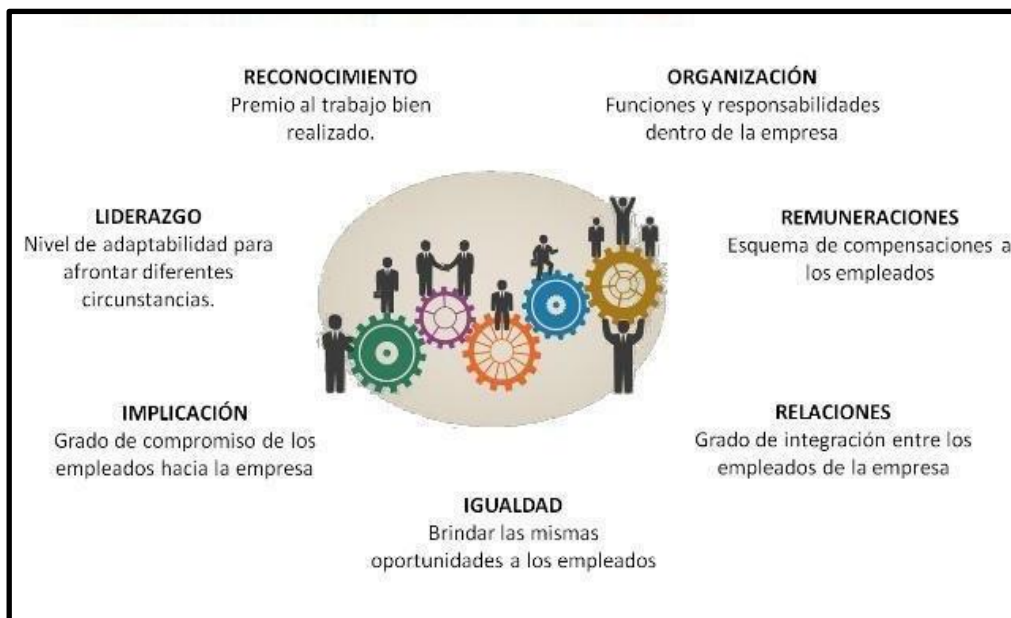 RECONOCIMIENTO
Premio al trabajo bien
realizado.
ORGANIZACIÓN
Funciones y responsabilidades
dentro de la empresa
LIDERAZGO
Nivel de adaptabilidad para
afrontar diferentes
circunstancias.
REMUNERACIONES
Esquema de compensaciones a
los empleados
IMPLICACIÓN
Grado de compromiso de los
empleados hacia la empresa
RELACIONES
Grado de integración entre los
empleados de la empresa
IGUALDAD
Brindar las mismas
oportunidades a los empleados